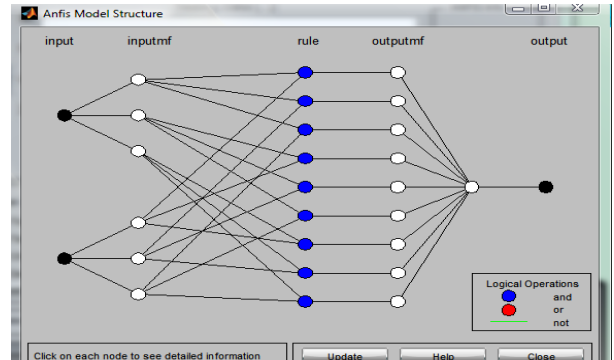 Anfis Model Structure
input inputmf rule outputmf output
Logical Operations
and
or
not
Click on each node to see detailed information
Update Help Close